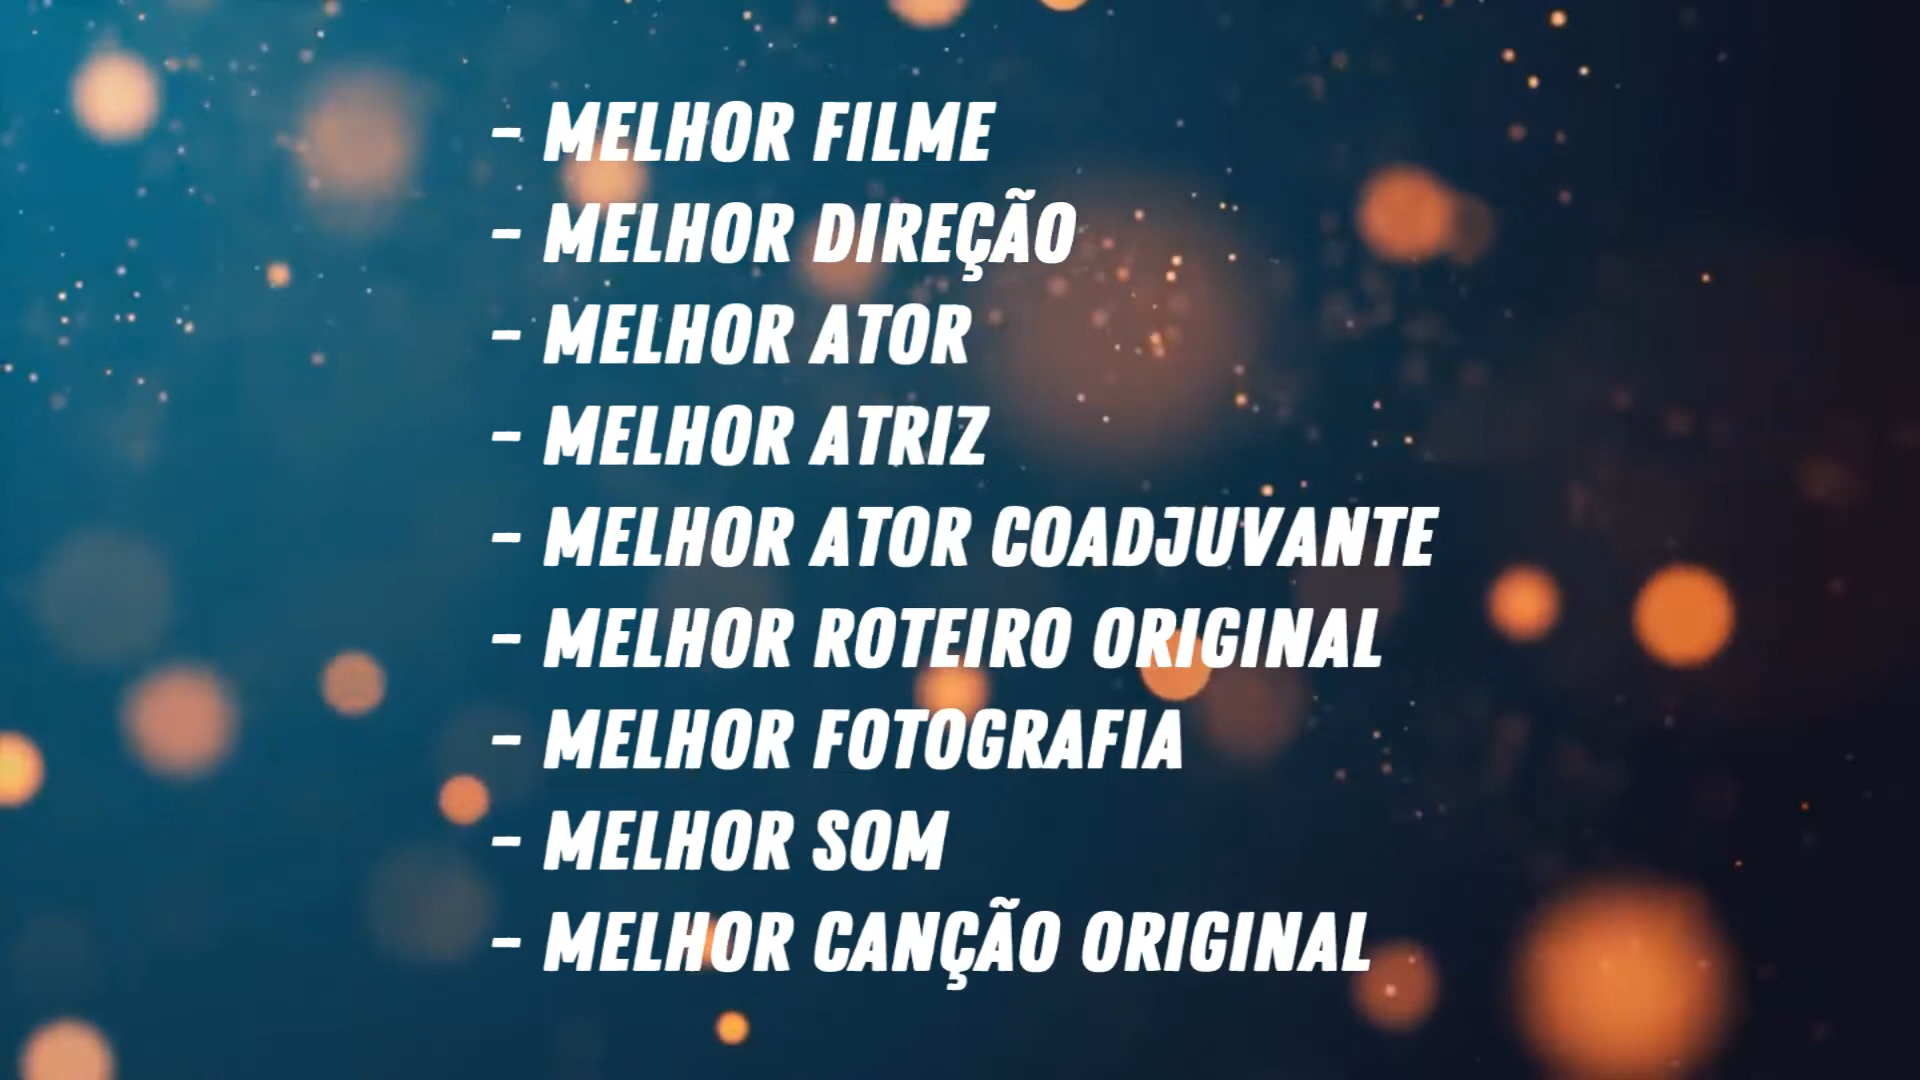 - MELHOR FILME
- MELHOR DIREÇÃO
- MELHOR ATOR
- MELHOR ATRIZ
- MELHOR ATOR COADJUVANTE
- MELHOR ROTEIRO ORIGINAL
- MELHOR FOTOGRAFIA
- MELHOR SOM
- MELHOR CANÇÃO ORIGINAL